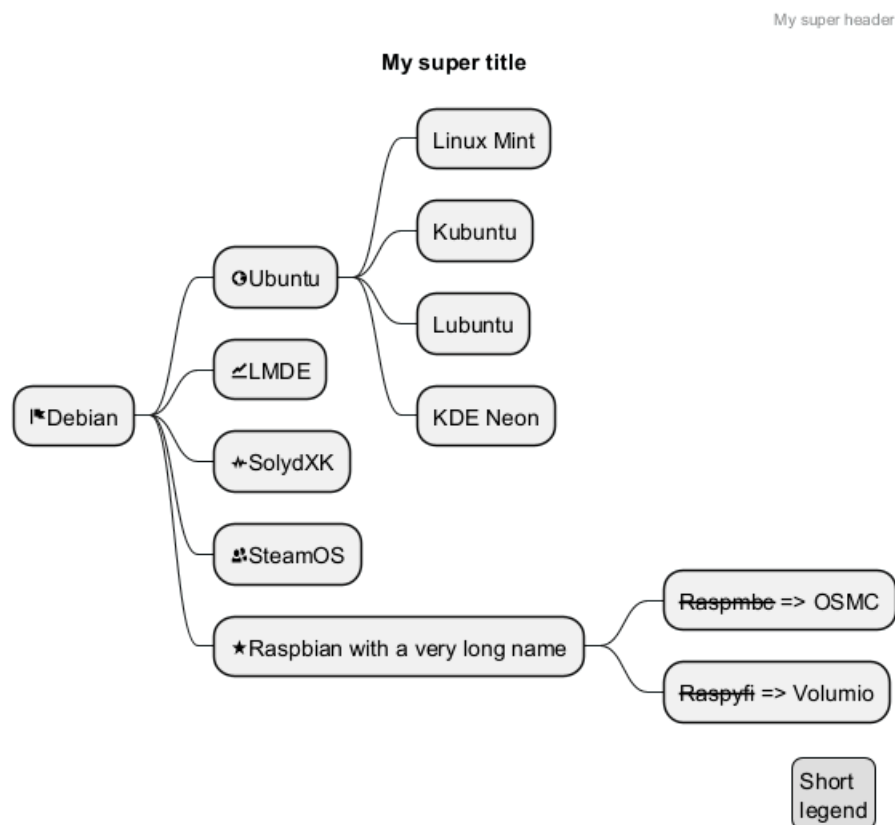 My super header
My super title
Linux Mint
Kubuntu
Ubuntu
Lubuntu
LMDE
KDE Neon
Debian
SolydXK
SteamOS
Raspmbc => OSMC
Raspbian with a very long name
Raspyfi => Volumio
Short
legend